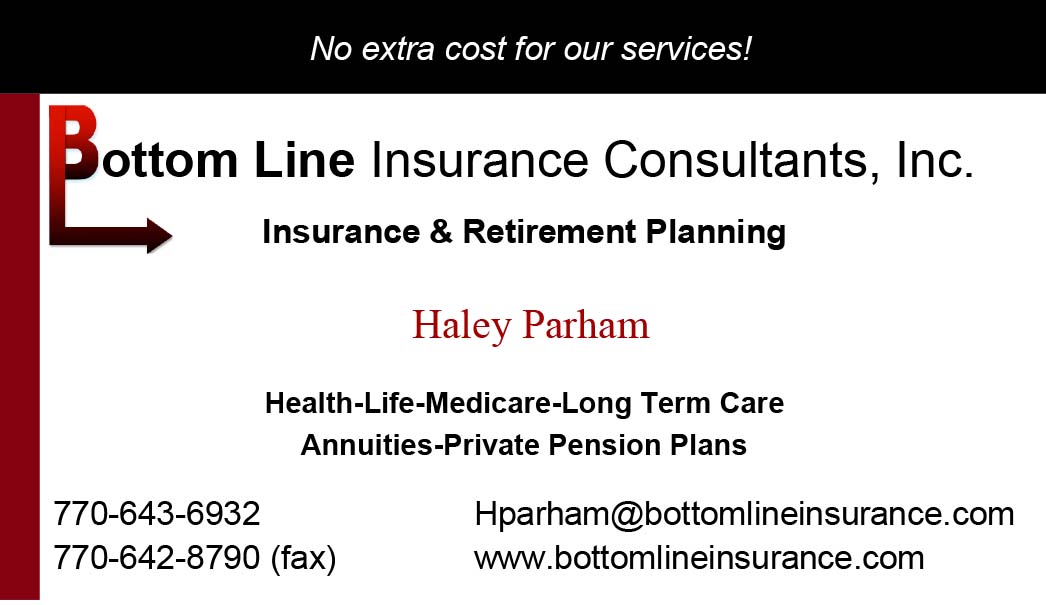 No extra cost for our services!
Bottom Line Insurance Consultants, Inc.
Insurance & Retirement Planning
Haley Parham
Health-Life-Medicare-Long Term Care
Annuities-Private Pension Plans
770-643-6932
Hparham@bottomlineinsurance.com
770-642-8790 (fax)
www.bottomlineinsurance.com